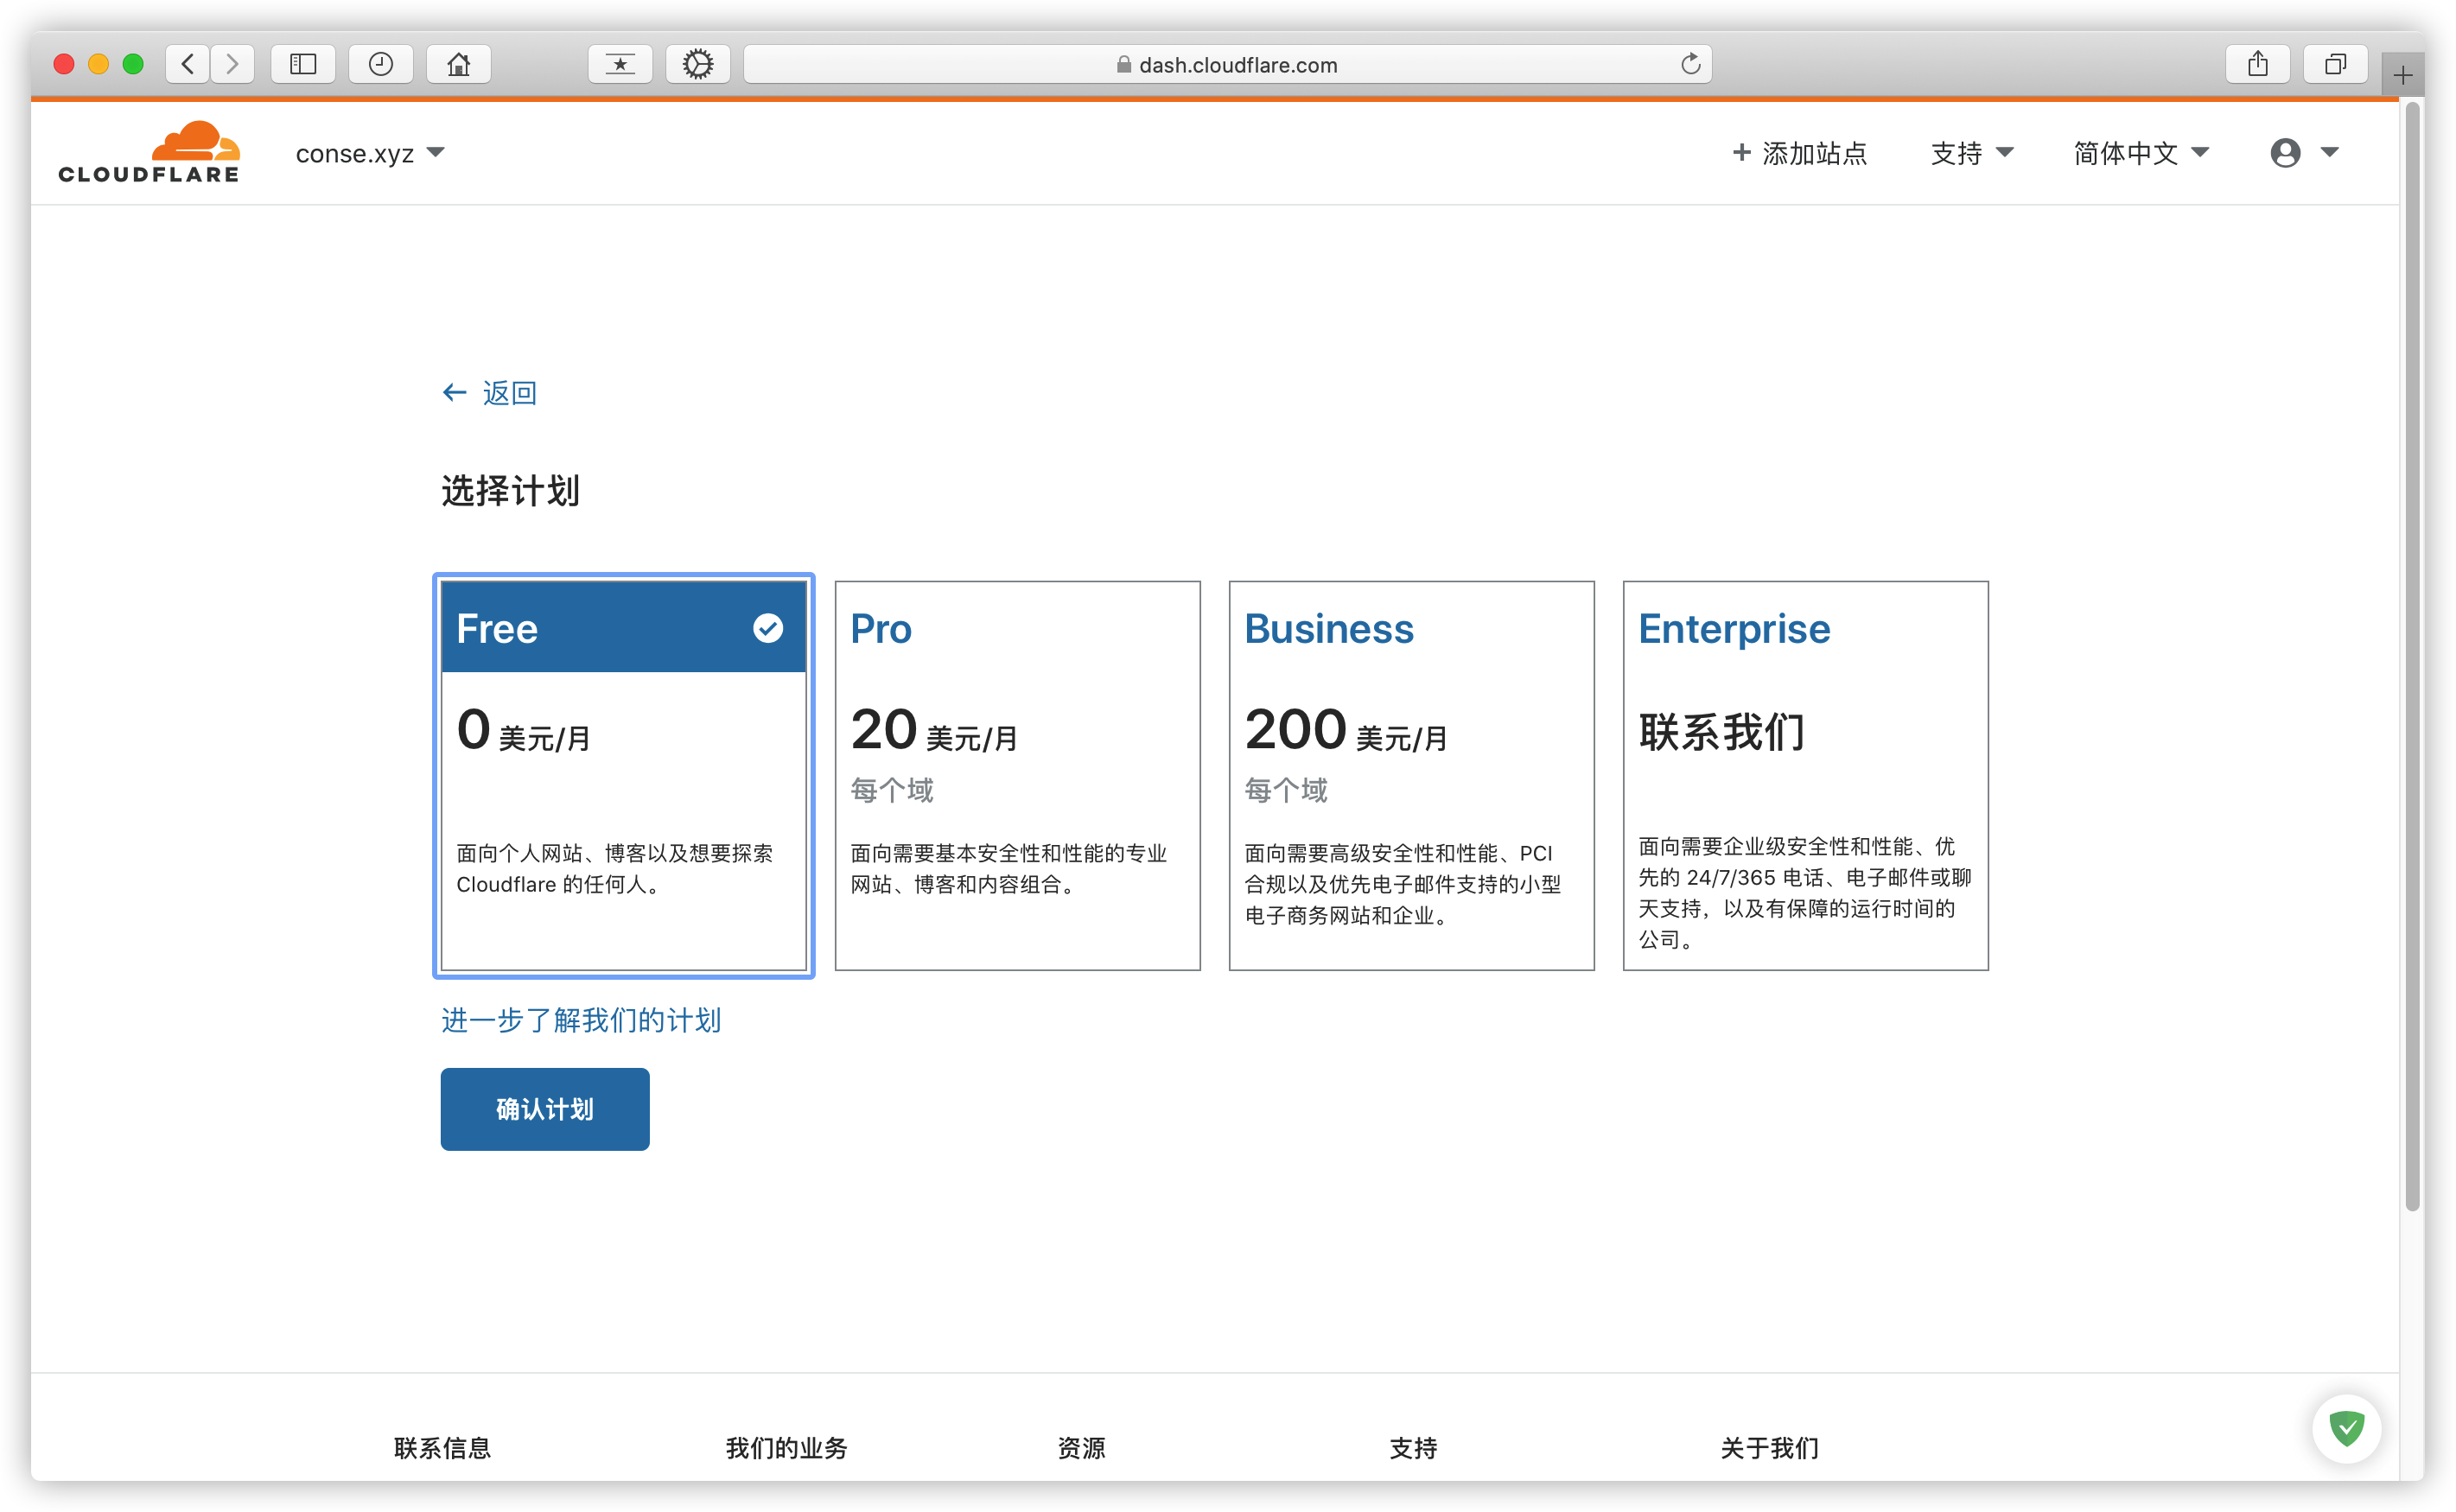 dash.cloudflare.com
CLOUDFLARE
conse.xyz
+ 添加站点
支持
简体中文
← 返回
选择计划
Free
0 美元/月
面向个人网站、博客以及想要探索
Cloudflare 的任何人。
Pro
20 美元/月
每个域
面向需要基本安全性和性能的专业
网站、博客和内容组合。
Business
200 美元/月
每个域
面向需要高级安全性和性能、PCI
合规以及优先电子邮件支持的小型
电子商务网站和企业。
Enterprise
联系我们
面向需要企业级安全性和性能、优
先的 24/7/365 电话、电子邮件或聊
天支持，以及有保障的运行时间的
公司。
进一步了解我们的计划
确认计划
联系信息
我们的业务
资源
支持
关于我们